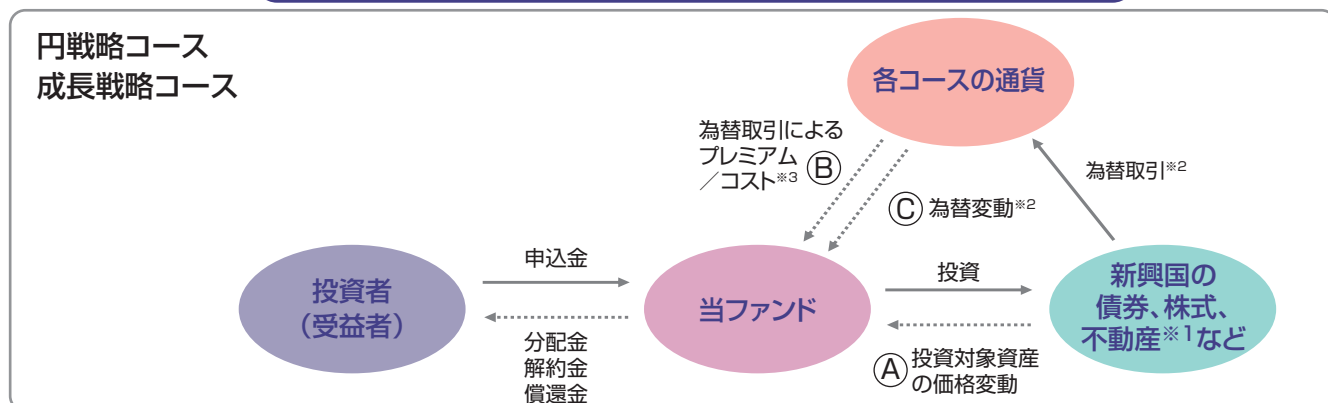 円戦略コース
成長戦略コース
各コースの通貨
為替取引による
プレミアム
／コスト※3 Ⓑ
Ⓒ 為替変動※2
為替取引※2
投資者
（受益者）
申込金
分配金
解約金
償還金
当ファンド
投資
Ⓐ 投資対象資産
の価格変動
新興国の
債券、株式、
不動産※1など